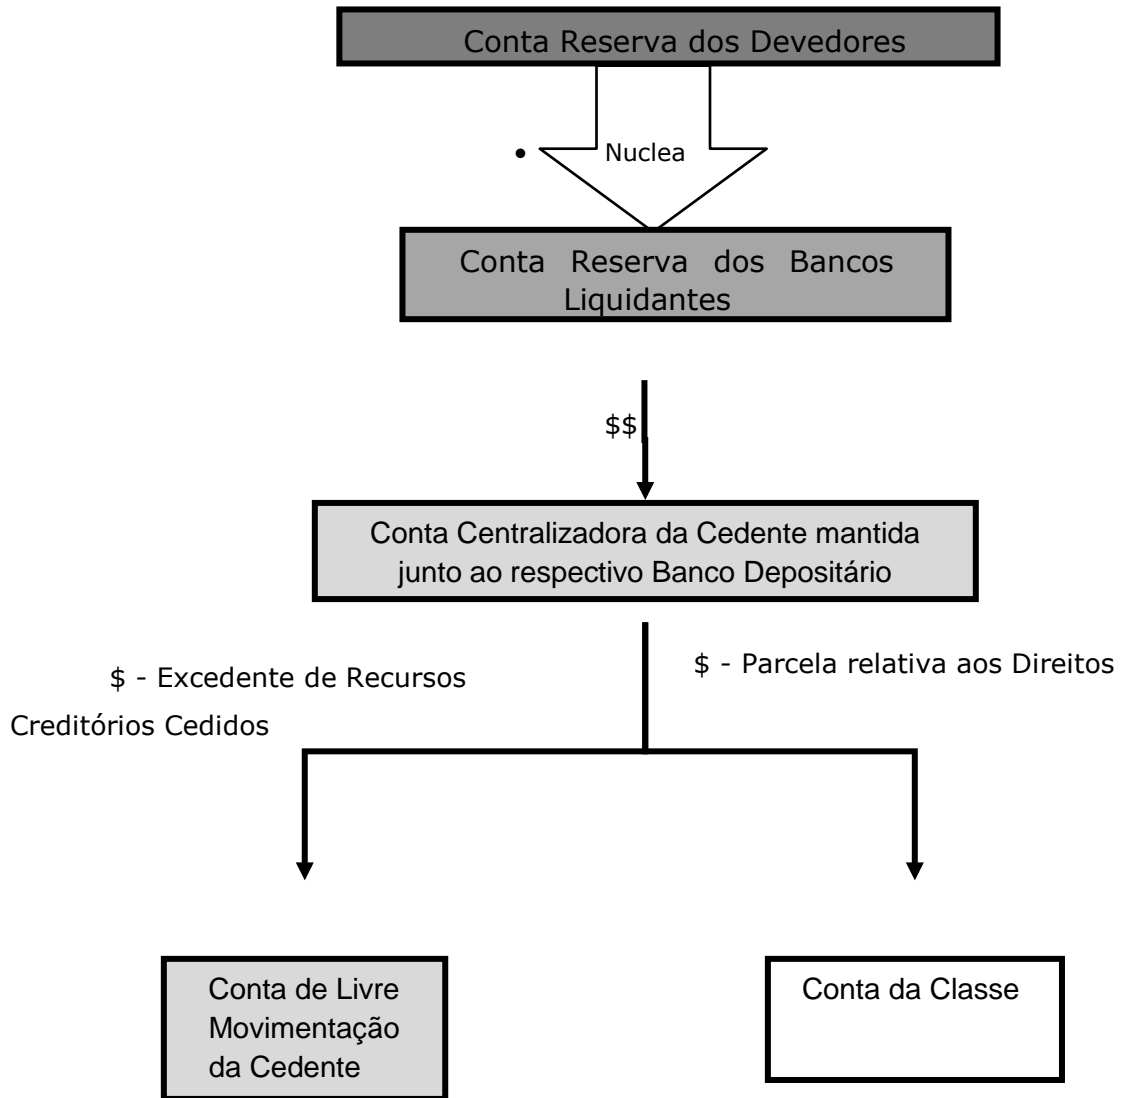 Conta Reserva dos Devedores
• Nuclea
Conta Reserva dos Bancos
Liquidantes
$$
Conta Centralizadora da Cedente mantida
junto ao respectivo Banco Depositário
$ - Excedente de Recursos
$ - Parcela relativa aos Direitos
Creditórios Cedidos
Conta de Livre
Movimentação
da Cedente
Conta da Classe